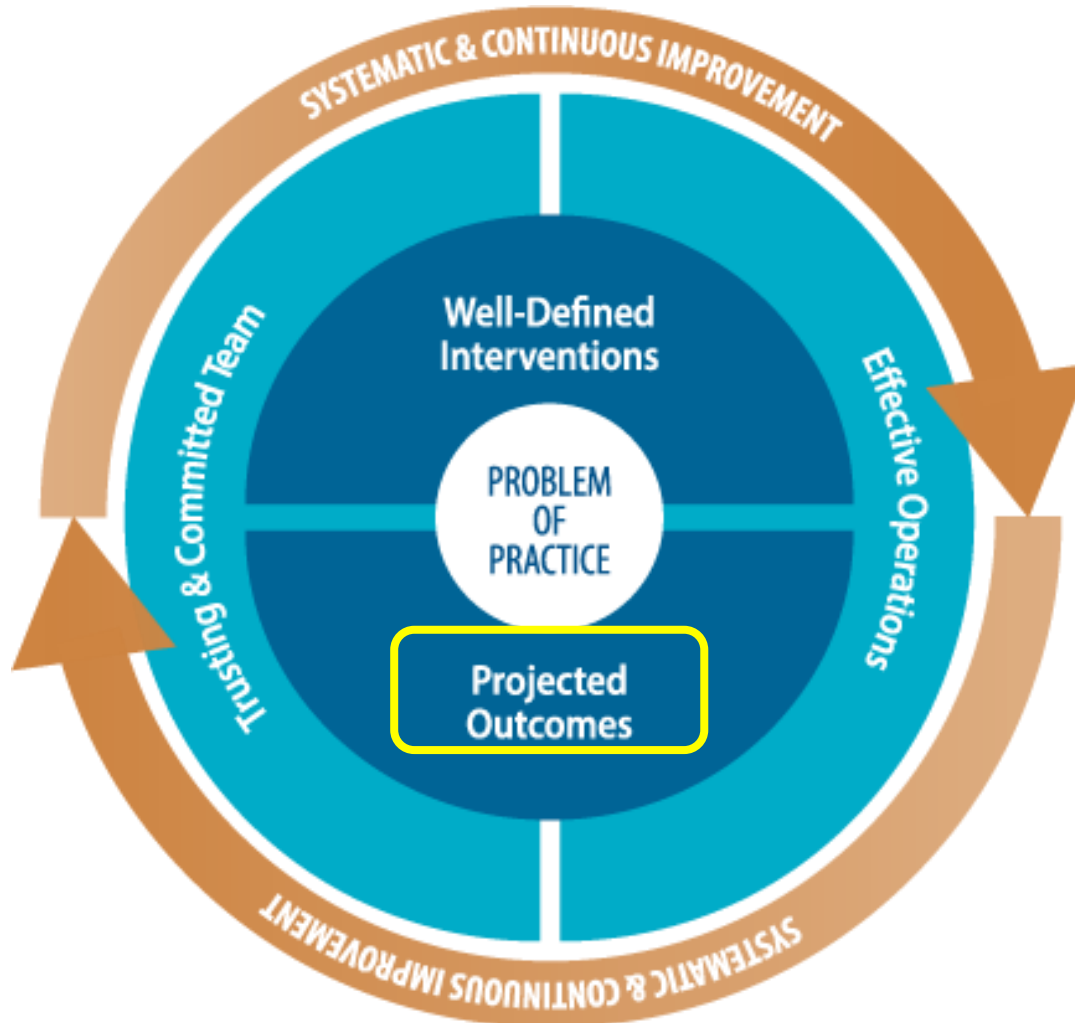 SYSTEMATIC & CONTINUOUS IMPROVEMENT
Well-Defined
Interventions
Trusting & Committed Team
Effective Operations
PROBLEM
OF
PRACTICE
Projected
Outcomes
SYSTEMATIC & CONTINUOUS IMPROVEMENT